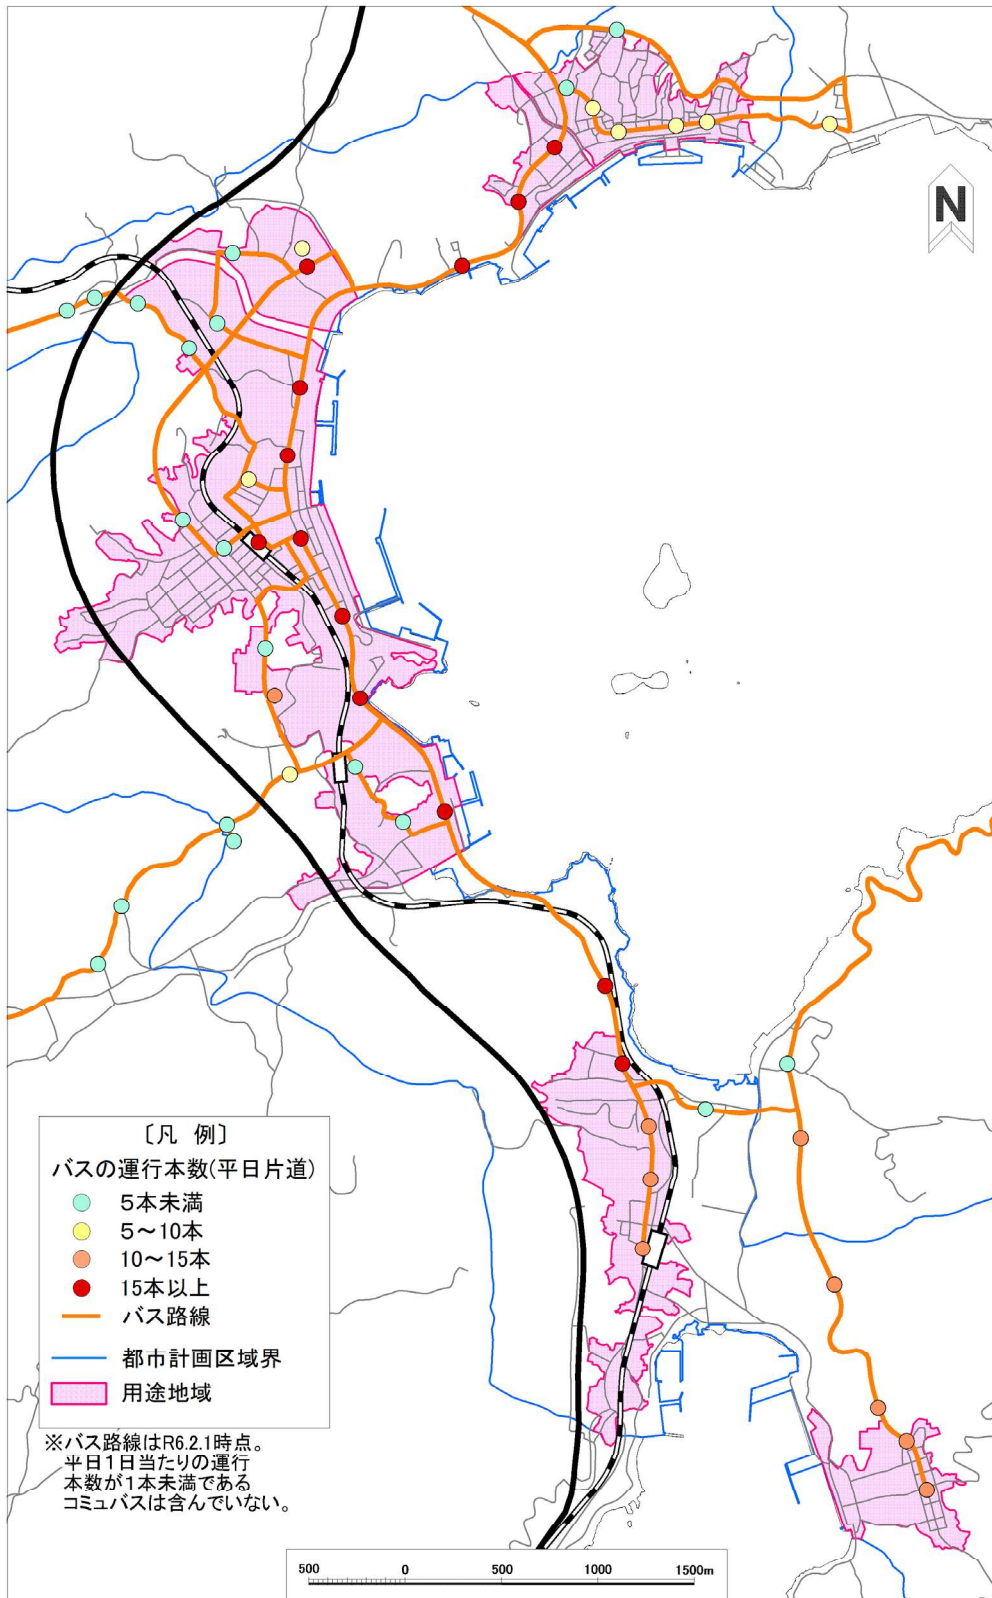 N
〔凡 例〕
バスの運行本数(平日片道)
5本未満
5～10本
10～15本
15本以上
バス路線
都市計画区域界
用途地域
※バス路線はR6.2.1時点。
平日1日当たりの運行
本数が1本未満である
コミュバスは含んでいない。
500 0 500 1000 1500m